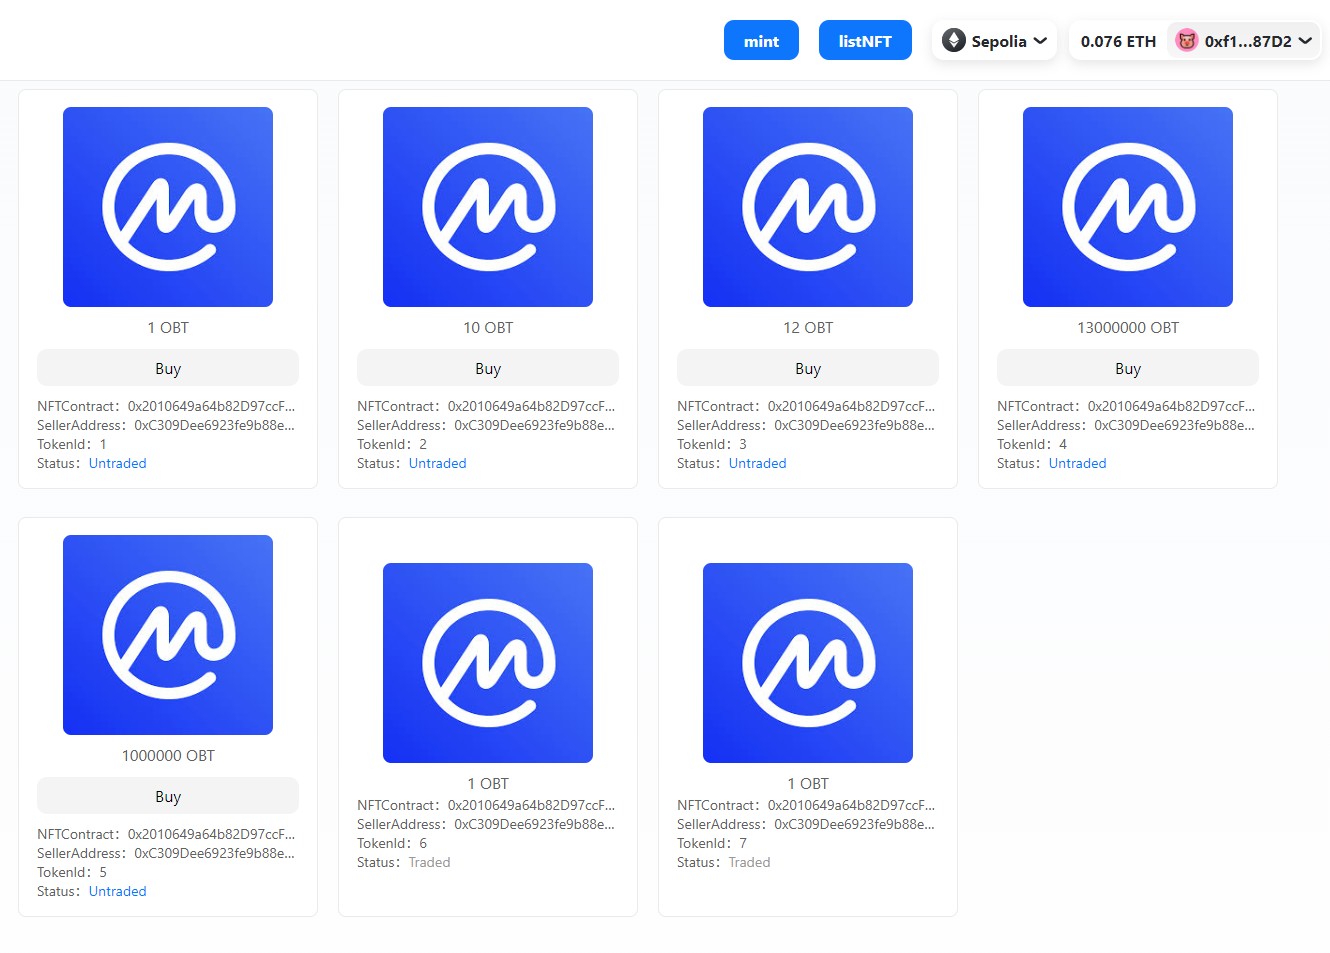 mint
listNFT
Sepolia
0.076 ETH
0xf1...87D2
1 OBT
Buy
NFTContract： 0x2010649a64b82D97ccF...
SellerAddress： 0xC309Dee6923fe9b88e...
TokenId： 1
Status： Untraded
10 OBT
Buy
NFTContract： 0x2010649a64b82D97ccF...
SellerAddress： 0xC309Dee6923fe9b88e...
TokenId： 2
Status： Untraded
12 OBT
Buy
NFTContract： 0x2010649a64b82D97ccF...
SellerAddress： 0xC309Dee6923fe9b88e...
TokenId： 3
Status： Untraded
13000000 OBT
Buy
NFTContract： 0x2010649a64b82D97ccF...
SellerAddress： 0xC309Dee6923fe9b88e...
TokenId： 4
Status： Untraded
1000000 OBT
Buy
NFTContract： 0x2010649a64b82D97ccF...
SellerAddress： 0xC309Dee6923fe9b88e...
TokenId： 5
Status： Untraded
1 OBT
NFTContract： 0x2010649a64b82D97ccF...
SellerAddress： 0xC309Dee6923fe9b88e...
TokenId： 6
Status： Traded
1 OBT
NFTContract： 0x2010649a64b82D97ccF...
SellerAddress： 0xC309Dee6923fe9b88e...
TokenId： 7
Status： Traded